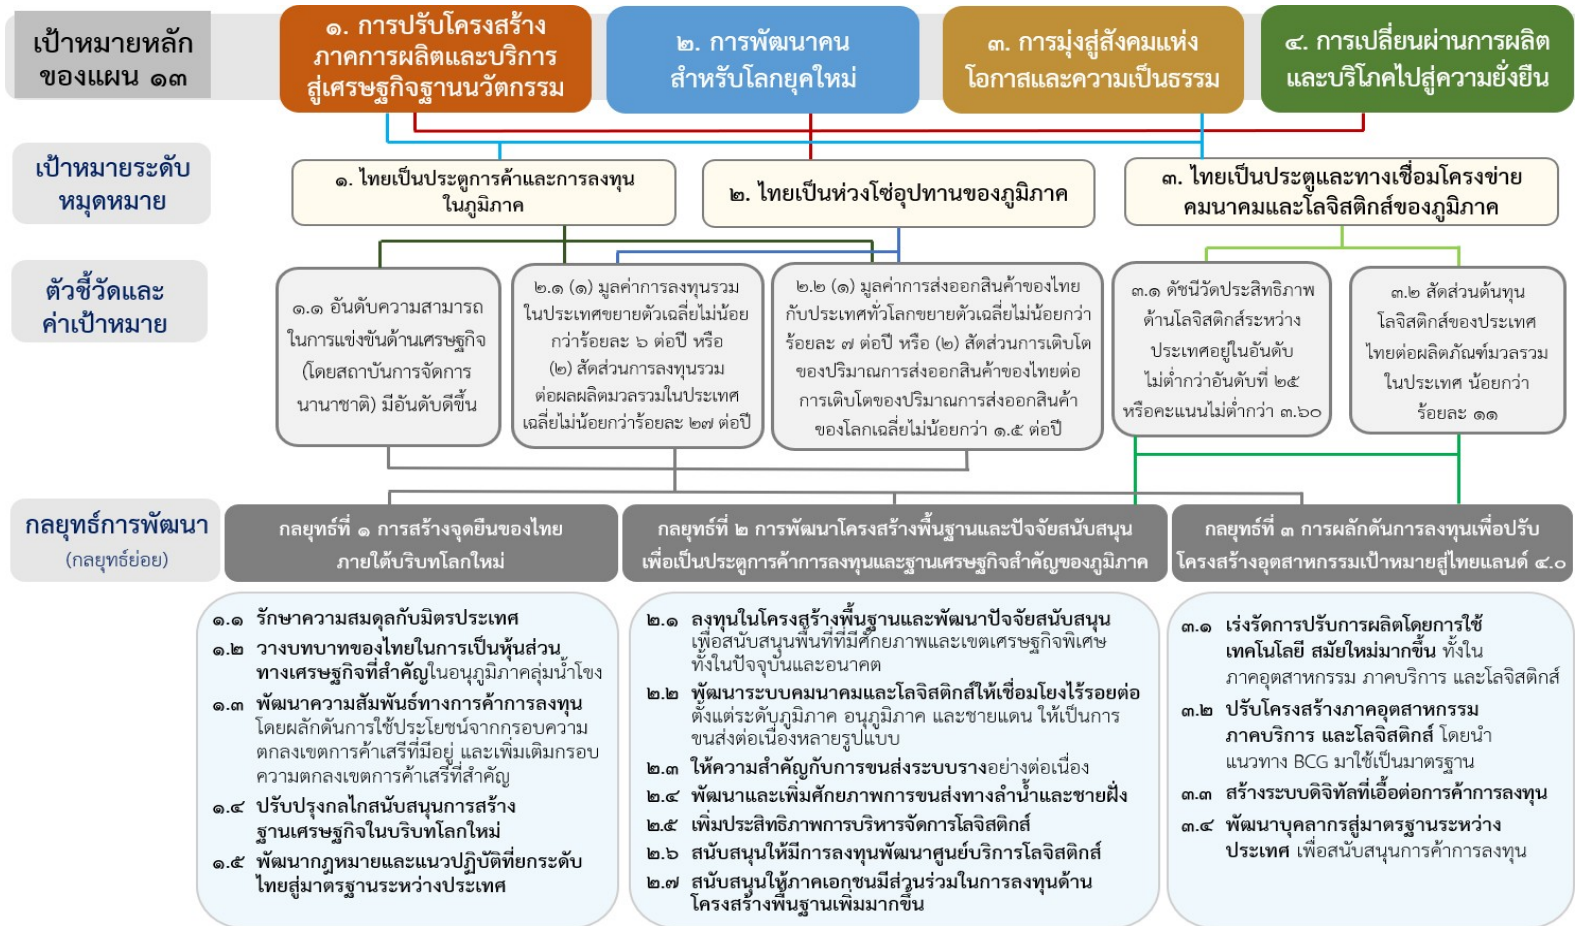 เป้าหมายหลัก
ของแผน ๑๓
๑. การปรับโครงสร้าง
ภาคการผลิตและบริการ
สู่เศรษฐกิจฐานนวัตกรรม
๒. การพัฒนาคน
สำหรับโลกยุคใหม่
๓. การมุ่งสู่สังคมแห่ง
โอกาสและความเป็นธรรม
๔. การเปลี่ยนผ่านการผลิต
และบริโภคไปสู่ความยั่งยืน
เป้าหมายระดับ
หมุดหมาย
๑. ไทยเป็นประตูการค้าและการลงทุน
ในภูมิภาค
๒. ไทยเป็นห่วงโซ่อุปทานของภูมิภาค
๓. ไทยเป็นประตูและทางเชื่อมโครงข่าย
คมนาคมและโลจิสติกส์ของภูมิภาค
ตัวชี้วัดและ
ค่าเป้าหมาย
๑.๑ อันดับความสามารถ
ในการแข่งขันด้านเศรษฐกิจ
(โดยสถาบันการจัดการ
นานาชาติ) มีอันดับดีขึ้น
๒.๑ (๑) มูลค่าการลงทุนรวม
ในประเทศขยายตัวเฉลี่ยไม่น้อย
กว่าร้อยละ ๖ ต่อปี หรือ
(๒) สัดส่วนการลงทุนรวม
ต่อผลผลิตมวลรวมในประเทศ
เฉลี่ยไม่น้อยกว่าร้อยละ ๒๗ ต่อปี
๒.๒ (๑) มูลค่าการส่งออกสินค้าของไทย
กับประเทศทั่วโลกขยายตัวเฉลี่ยไม่น้อยกว่า
ร้อยละ ๗ ต่อปี หรือ (๒) สัดส่วนการเติบโต
ของปริมาณการส่งออกสินค้าของไทยต่อ
การเติบโตของปริมาณการส่งออกสินค้า
ของโลกเฉลี่ยไม่น้อยกว่า ๑.๕ ต่อปี
๓.๑ ดัชนีวัดประสิทธิภาพ
ด้านโลจิสติกส์ระหว่าง
ประเทศอยู่ในอันดับ
ไม่ต่ำกว่าอันดับที่ ๒๕
หรือคะแนนไม่ต่ำกว่า ๓.๖๐
๓.๒ สัดส่วนต้นทุน
โลจิสติกส์ของประเทศ
ไทยต่อผลิตภัณฑ์มวลรวม
ในประเทศ น้อยกว่า
ร้อยละ ๑๑
กลยุทธ์การพัฒนา
(กลยุทธ์ย่อย)
กลยุทธ์ที่ ๑ การสร้างจุดยืนของไทย
ภายใต้บริบทโลกใหม่
กลยุทธ์ที่ ๒ การพัฒนาโครงสร้างพื้นฐานและปัจจัยสนับสนุน
เพื่อเป็นประตูการค้าการลงทุนและฐานเศรษฐกิจสำคัญของภูมิภาค
กลยุทธ์ที่ ๓ การผลักดันการลงทุนเพื่อปรับ
โครงสร้างอุตสาหกรรมเป้าหมายสู่ไทยแลนด์ ๔.๐
๑.๑ รักษาความสมดุลกับมิตรประเทศ
๑.๒ วางบทบาทของไทยในการเป็นหุ้นส่วน
ทางเศรษฐกิจที่สำคัญในอนุภูมิภาคลุ่มน้ำโขง
๑.๓ พัฒนาความสัมพันธ์ทางการค้าการลงทุน
โดยผลักดันการใช้ประโยชน์จากกรอบความ
ตกลงเขตการค้าเสรีที่มีอยู่ และเพิ่มเติมกรอบ
ความตกลงเขตการค้าเสรีที่สำคัญ
๑.๔ ปรับปรุงกลไกสนับสนุนการสร้าง
ฐานเศรษฐกิจในบริบทโลกใหม่
๑.๕ พัฒนากฎหมายและแนวปฏิบัติที่ยกระดับ
ไทยสู่มาตรฐานระหว่างประเทศ
๒.๑ ลงทุนในโครงสร้างพื้นฐานและพัฒนาปัจจัยสนับสนุน
เพื่อสนับสนุนพื้นที่ที่มีศักยภาพและเขตเศรษฐกิจพิเศษ
ทั้งในปัจจุบันและอนาคต
๒.๒ พัฒนาระบบคมนาคมและโลจิสติกส์ให้เชื่อมโยงไร้รอยต่อ
ตั้งแต่ระดับภูมิภาค อนุภูมิภาค และชายแดน ให้เป็นการ
ขนส่งต่อเนื่องหลายรูปแบบ
๒.๓ ให้ความสำคัญกับการขนส่งระบบรางอย่างต่อเนื่อง
๒.๔ พัฒนาและเพิ่มศักยภาพการขนส่งทางลำน้ำและชายฝั่ง
๒.๕ เพิ่มประสิทธิภาพการบริหารจัดการโลจิสติกส์
๒.๖ สนับสนุนให้มีการลงทุนพัฒนาศูนย์บริการโลจิสติกส์
๒.๗ สนับสนุนให้ภาคเอกชนมีส่วนร่วมในการลงทุนด้าน
โครงสร้างพื้นฐานเพิ่มมากขึ้น
๓.๑ เร่งรัดการปรับการผลิตโดยการใช้
เทคโนโลยี สมัยใหม่มากขึ้น ทั้งใน
ภาคอุตสาหกรรม ภาคบริการ และโลจิสติกส์
๓.๒ ปรับโครงสร้างภาคอุตสาหกรรม
ภาคบริการ และโลจิสติกส์ โดยนำ
แนวทาง BCG มาใช้เป็นมาตรฐาน
๓.๓ สร้างระบบดิจิทัลที่เอื้อต่อการค้าการลงทุน
๓.๔ พัฒนาบุคลากรสู่มาตรฐานระหว่าง
ประเทศ เพื่อสนับสนุนการค้าการลงทุน